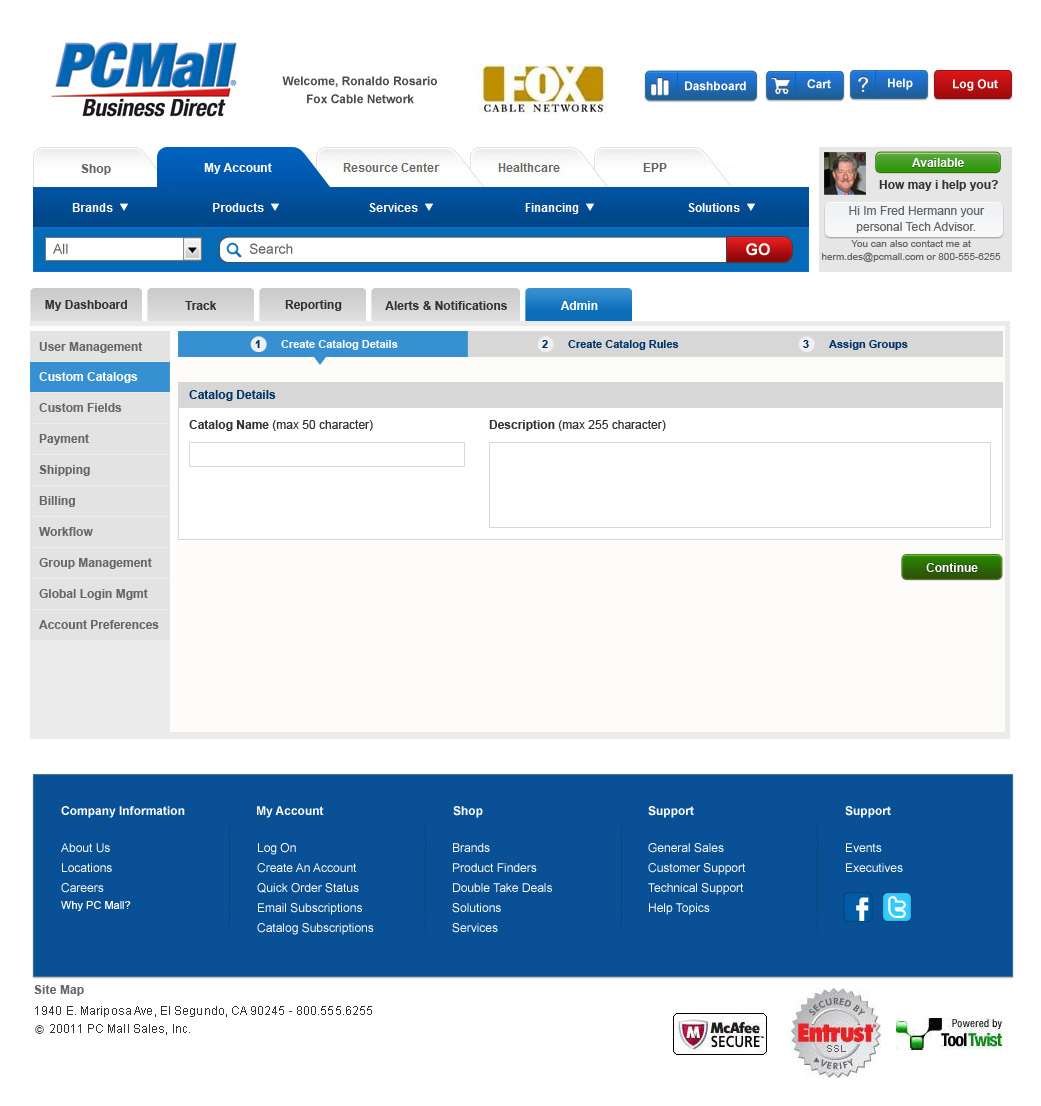 PCMall
Business Direct
Welcome, Ronaldo Rosario
Fox Cable Network
FOX
CABLE NETWORKS
Dashboard
Cart
? Help
Log Out
Shop
My Account
Resource Center
Healthcare
EPP
Available
How may i help you?
Hi Im Fred Hermann your
personal Tech Advisor.
You can also contact me at
herm.des@pcmall.com or 800-555-6255
Brands ▼
Products ▼
Services ▼
Financing ▼
Solutions ▼
All
Search
GO
My Dashboard
Track
Reporting
Alerts & Notifications
Admin
User Management
Custom Catalogs
Custom Fields
Payment
Shipping
Billing
Workflow
Group Management
Global Login Mgmt
Account Preferences
1 Create Catalog Details
2 Create Catalog Rules
3 Assign Groups
Catalog Details
Catalog Name (max 50 character)
Description (max 255 character)
Continue
Company Information
About Us
Locations
Careers
Why PC Mall?
My Account
Log On
Create An Account
Quick Order Status
Email Subscriptions
Catalog Subscriptions
Shop
Brands
Product Finders
Double Take Deals
Solutions
Services
Support
General Sales
Customer Support
Technical Support
Help Topics
Support
Events
Executives
Site Map
1940 E. Mariposa Ave, El Segundo, CA 90245 - 800.555.6255
© 20011 PC Mall Sales, Inc.
McAfee
SECURE™
SECURED BY
Entrust
SSL
VERIFY
Powered by
ToolTwist